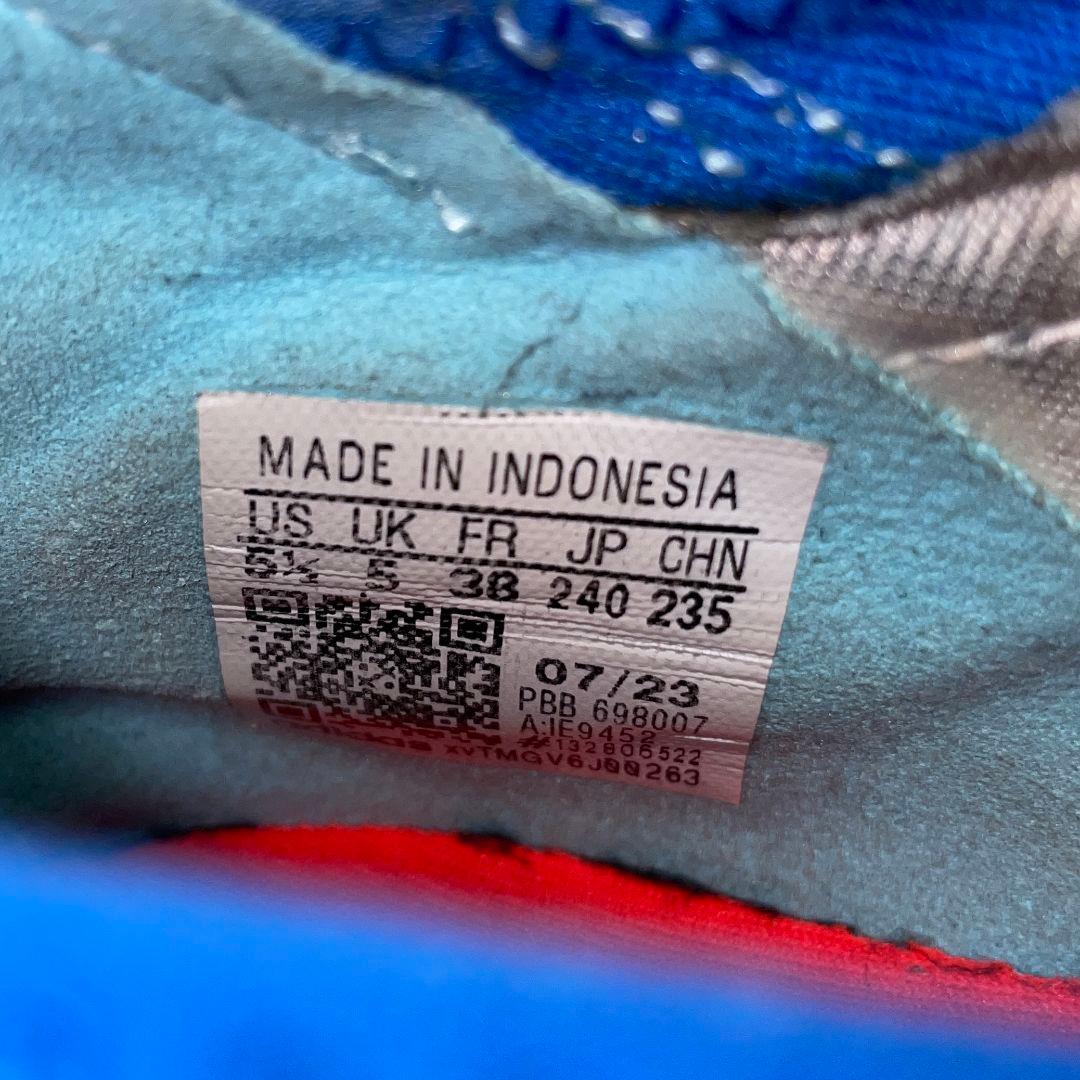 MADE IN INDONESIA
US UK FR JP CHN
5½ 5 38 240 235
07/23
PBB 698007
A:IE9452
#132806522
XVTMGV6J00263